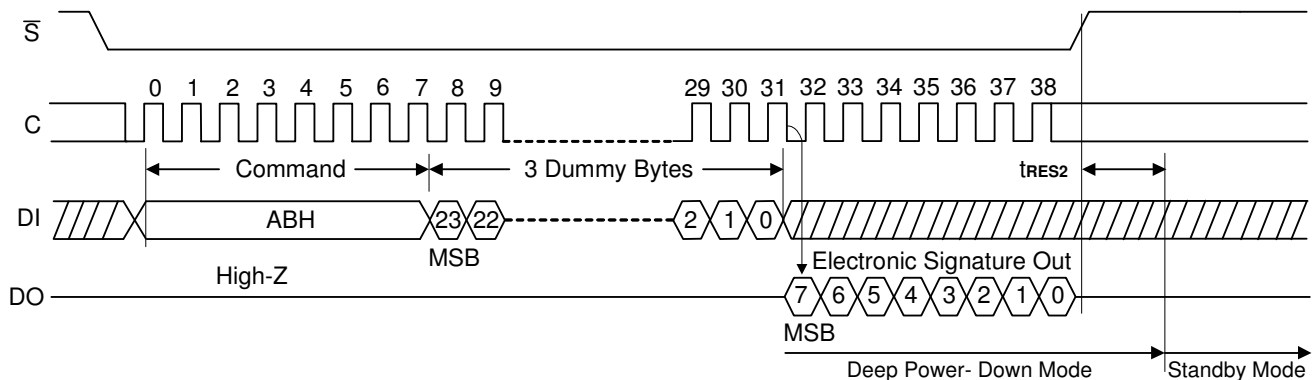 S
0 1 2 3 4 5 6 7 8 9 29 30 31 32 33 34 35 36 37 38
C
Command 3 Dummy Bytes tRES2
DI ABH 23 22 2 1 0
MSB
High-Z Electronic Signature Out
DO 7 6 5 4 3 2 1 0
MSB
Deep Power- Down Mode Standby Mode